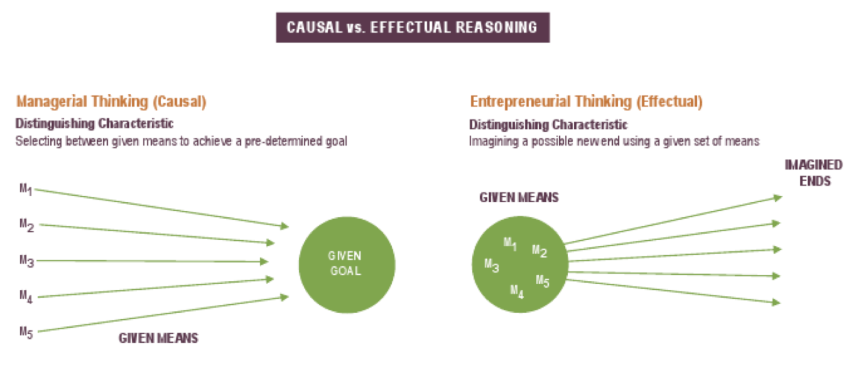 CAUSAL vs. EFFECTUAL REASONING
Managerial Thinking (Causal)
Distinguishing Characteristic
Selecting between given means to achieve a pre-determined goal
M1
M2
M3
M4
M5
GIVEN MEANS
GIVEN
GOAL
Entrepreneurial Thinking (Effectual)
Distinguishing Characteristic
Imagining a possible new end using a given set of means
IMAGINED
ENDS
GIVEN MEANS
M1
M2
M3
M5
M4